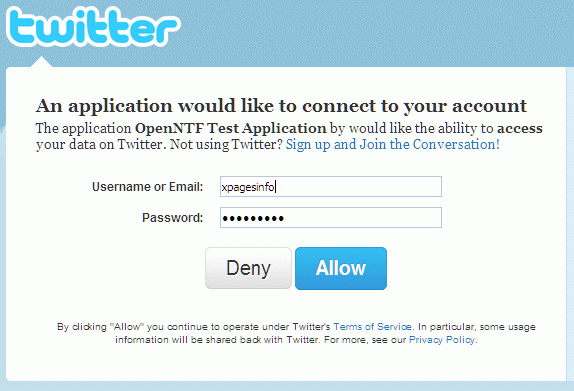 twitter
An application would like to connect to your account
The application OpenNTF Test Application by would like the ability to access
your data on Twitter. Not using Twitter? Sign up and Join the Conversation!
Username or Email: xpagesinfo
Password: •••••••••
Deny Allow
By clicking "Allow" you continue to operate under Twitter's Terms of Service. In particular, some usage
information will be shared back with Twitter. For more, see our Privacy Policy.